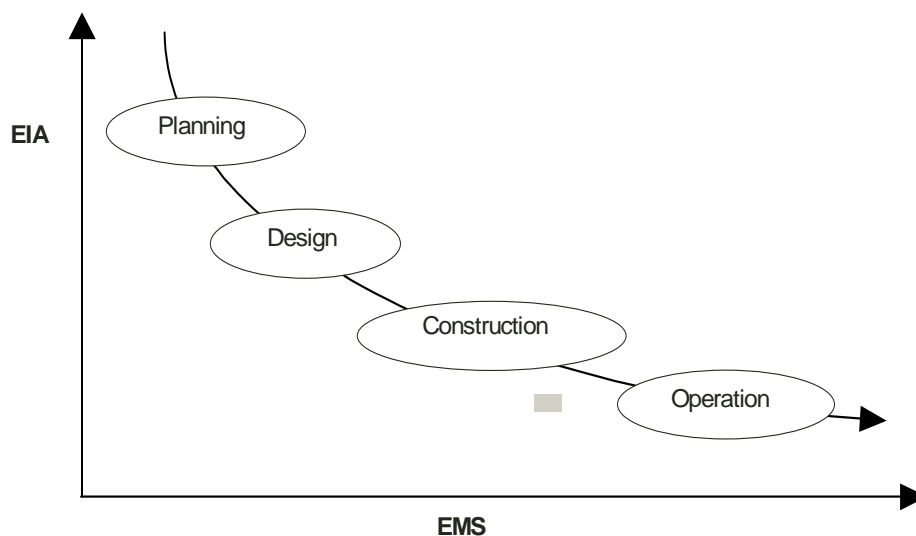 EIA
Planning
Design
Construction
Operation
EMS